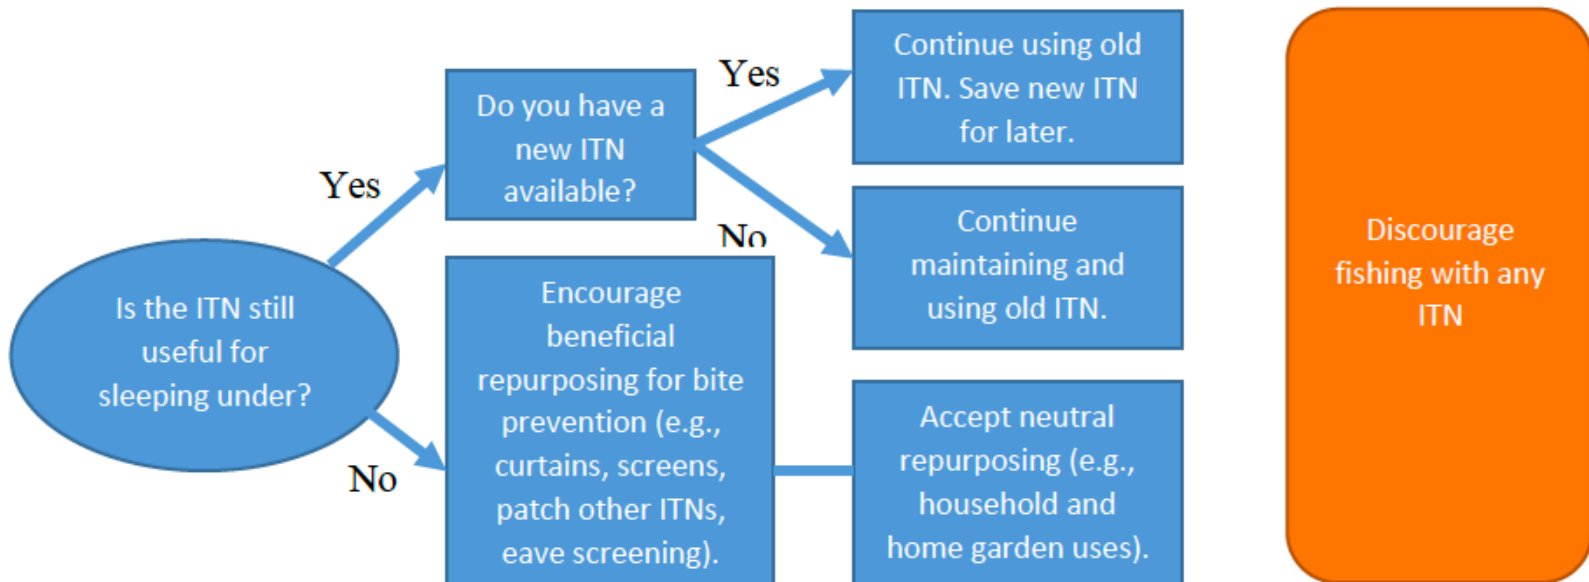 Is the ITN still
useful for
sleeping under?
Yes
Do you have a
new ITN
available?
Yes
Continue using old
ITN. Save new ITN
for later.
No
Continue
maintaining and
using old ITN.
No
Encourage
beneficial
repurposing for bite
prevention (e.g.,
curtains, screens,
patch other ITNs,
eave screening).
Accept neutral
repurposing (e.g.,
household and
home garden uses).
Discourage
fishing with any
ITN